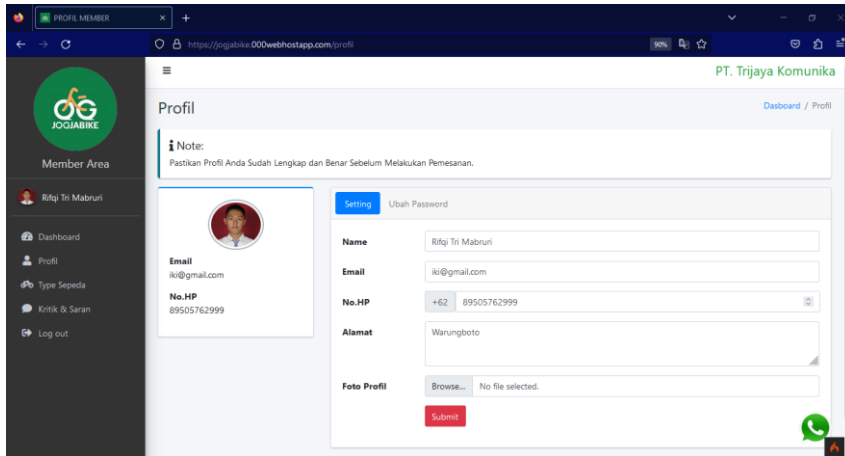 PROFIL MEMBER
https://jogjabike.000webhostapp.com/profil
90%
JOGJABIKE
Member Area
Rifqi Tri Mabruri
Dashboard
Profil
Type Sepeda
Kritik & Saran
Log out
PT. Trijaya Komunika
Profil
Dasboard / Profil
Note:
Pastikan Profil Anda Sudah Lengkap dan Benar Sebelum Melakukan Pemesanan.
Email
iki@gmail.com
No.HP
89505762999
Setting Ubah Password
Name Rifqi Tri Mabruri
Email iki@gmail.com
No.HP +62 89505762999
Alamat Warungboto
Foto Profil Browse... No file selected.
Submit